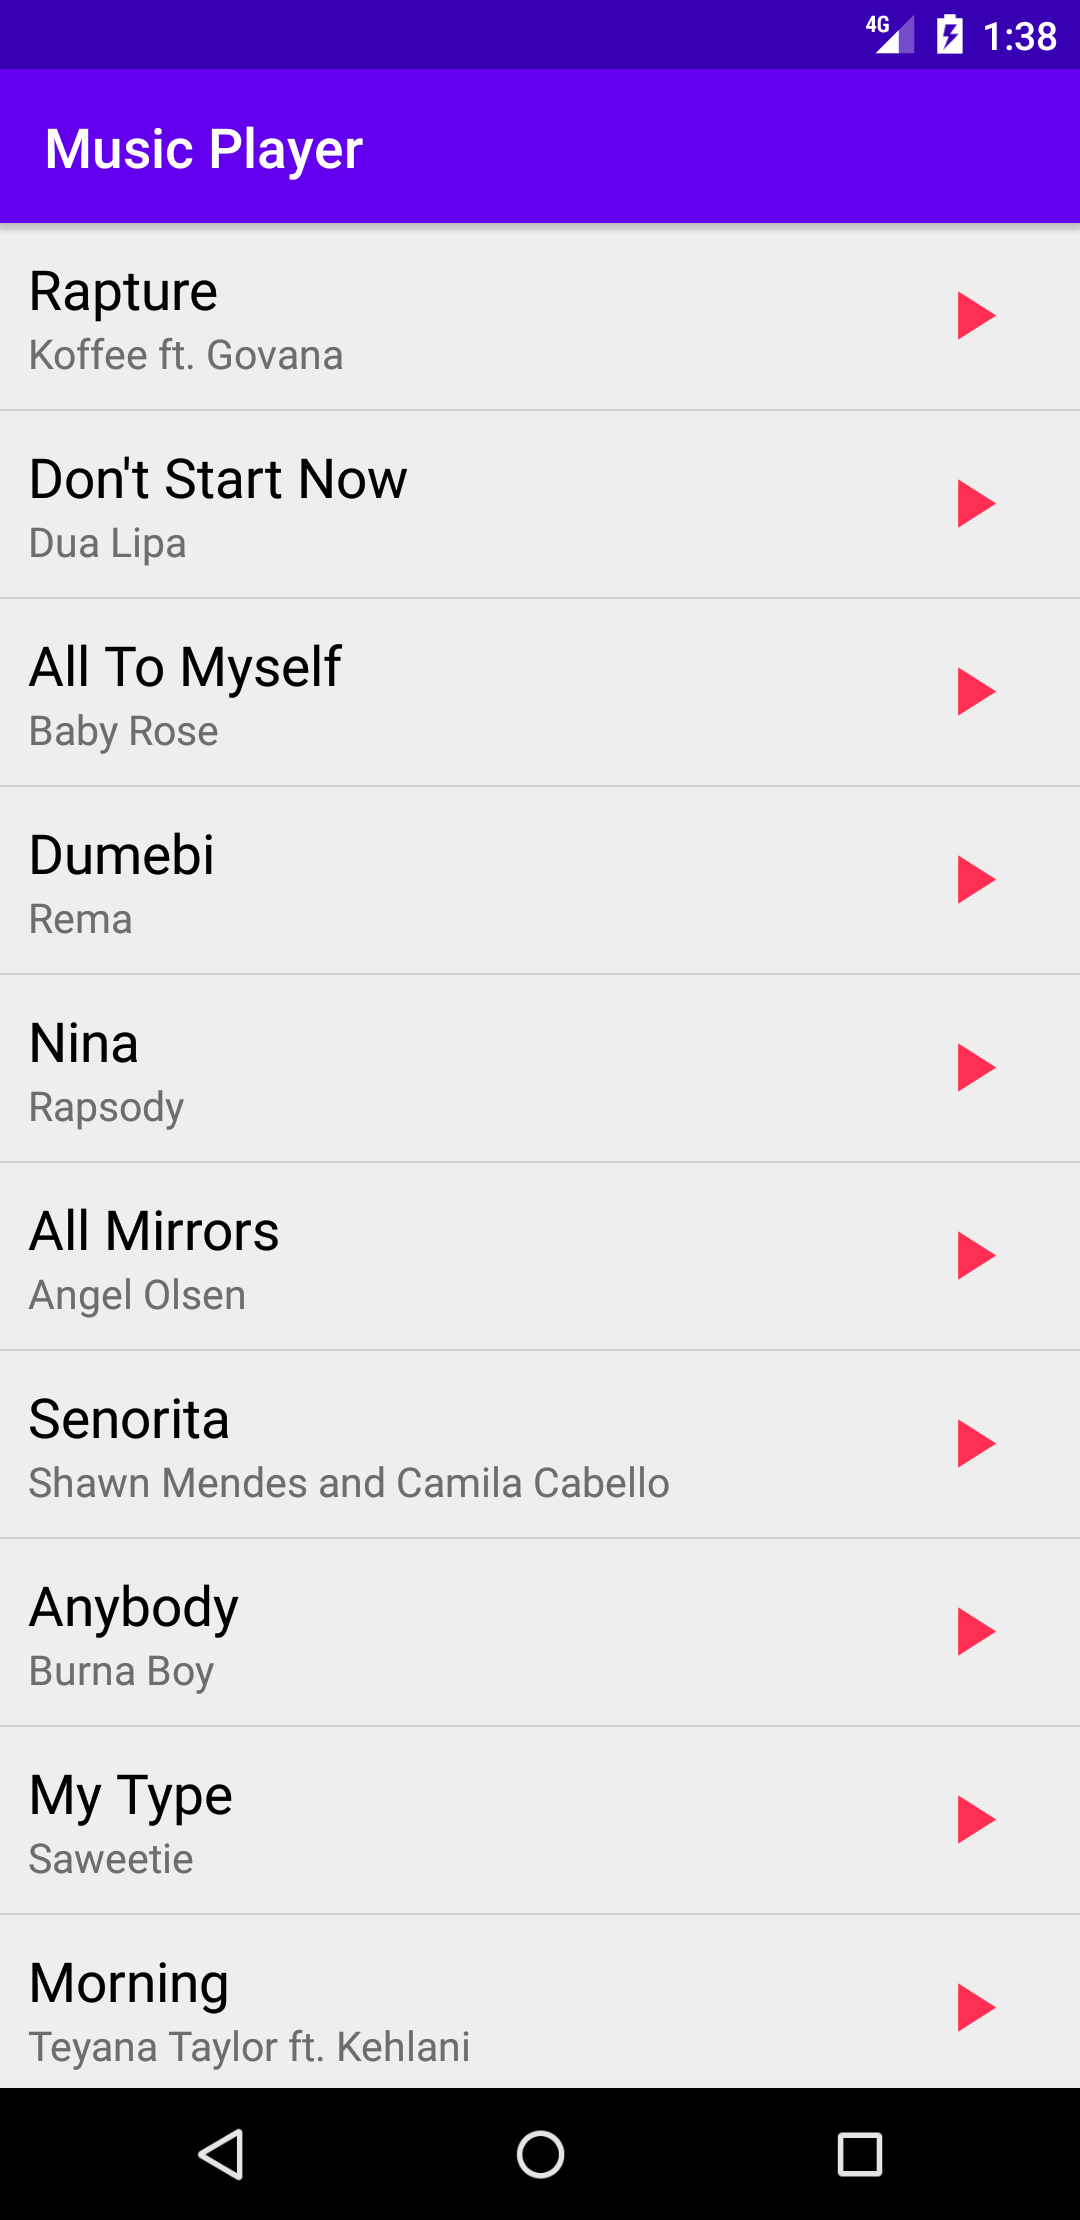 4G 1:38
Music Player
Rapture
Koffee ft. Govana
Don't Start Now
Dua Lipa
All To Myself
Baby Rose
Dumebi
Rema
Nina
Rapsody
All Mirrors
Angel Olsen
Senorita
Shawn Mendes and Camila Cabello
Anybody
Burna Boy
My Type
Saweetie
Morning
Teyana Taylor ft. Kehlani